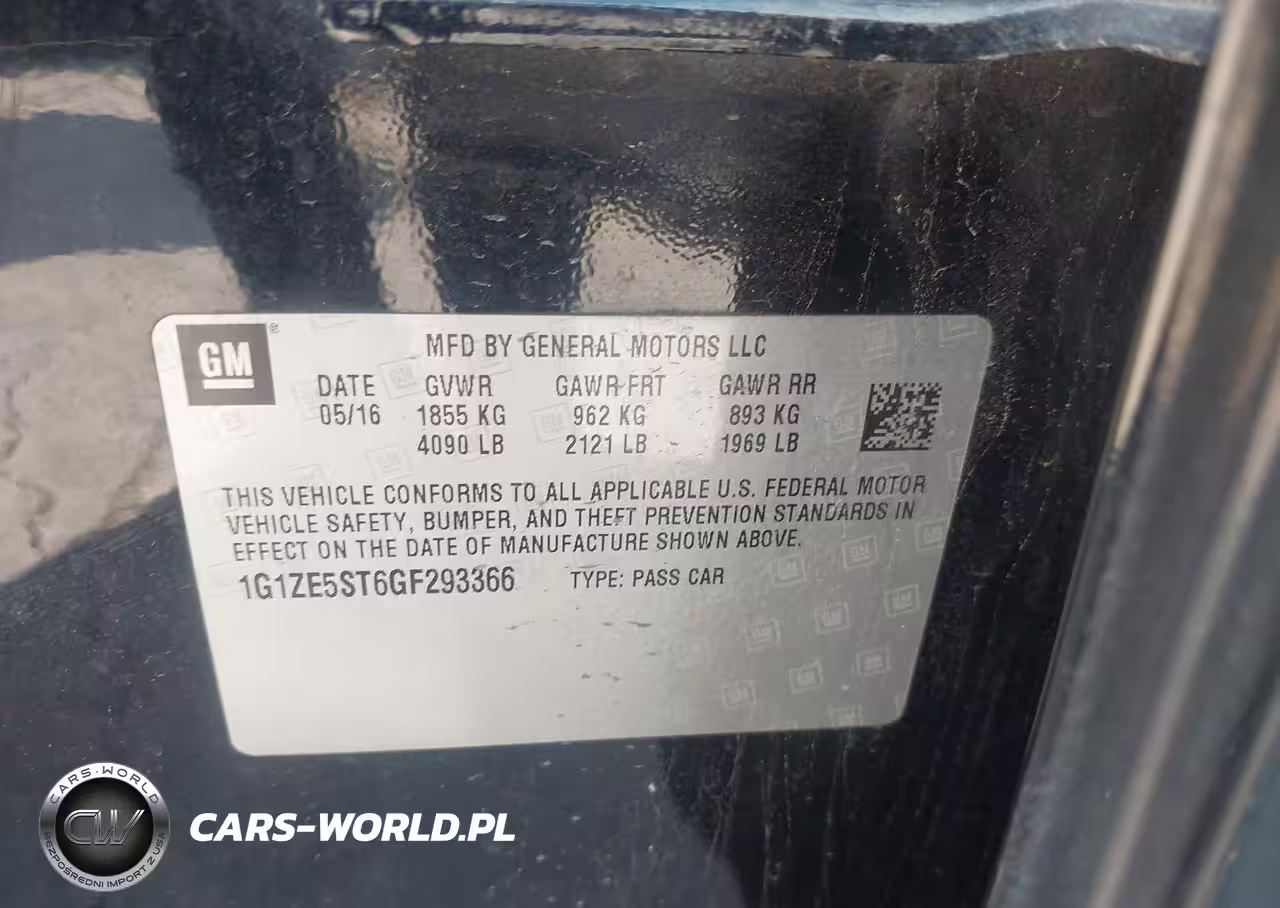 GM
MFD BY GENERAL MOTORS LLC
DATE GVWR GAWR FRT GAWR RR
05/16 1855 KG 962 KG 893 KG
4090 LB 2121 LB 1969 LB
THIS VEHICLE CONFORMS TO ALL APPLICABLE U.S. FEDERAL MOTOR
VEHICLE SAFETY, BUMPER, AND THEFT PREVENTION STANDARDS IN
EFFECT ON THE DATE OF MANUFACTURE SHOWN ABOVE.
1G1ZE5ST6GF293366 TYPE: PASS CAR
CARS-WORLD
CW
BEZPOŚREDNI IMPORT Z USA
CARS-WORLD.PL